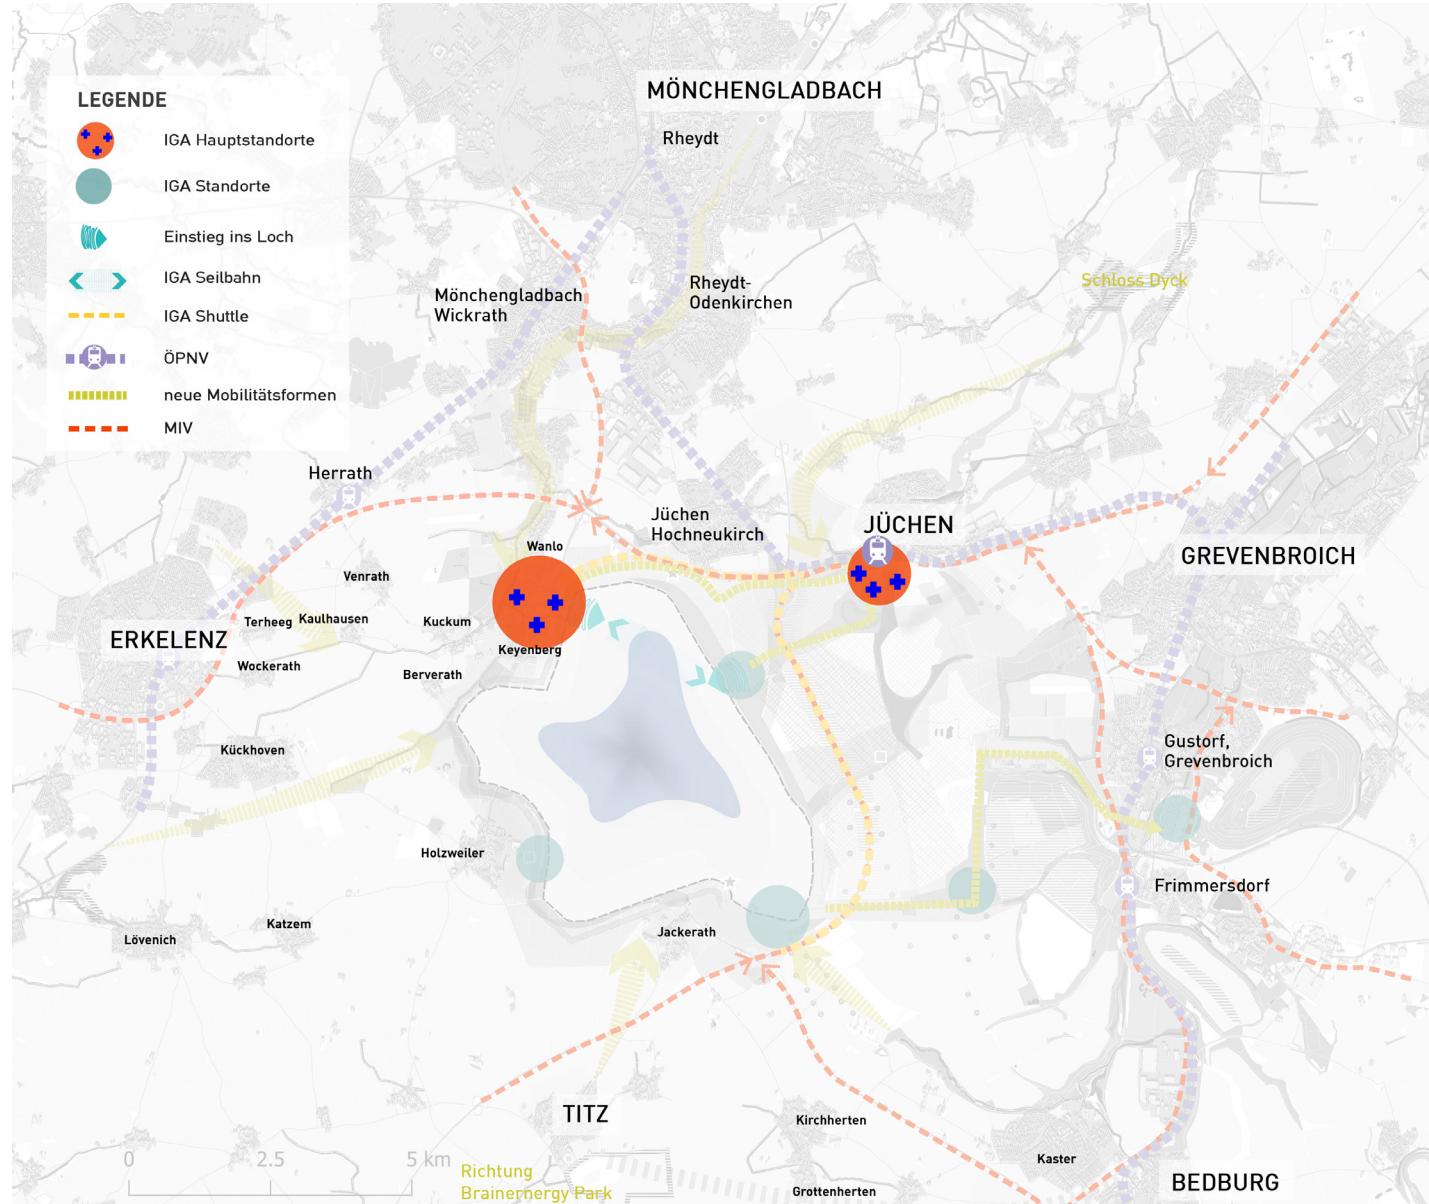 LEGENDE
IGA Hauptstandorte
IGA Standorte
Einstieg ins Loch
IGA Seilbahn
IGA Shuttle
ÖPNV
neue Mobilitätsformen
MIV
MÖNCHENGLADBACH
Rheydt
Schloss Dyck
Rheydt-
Odenkirchen
Mönchengladbach
Wickrath
Herrath
Jüchen
Hochneukirch
JÜCHEN
GREVENBROICH
Wanlo
Venrath
Terheeg
Kaulhausen
Kuckum
ERKELENZ
Keyenberg
Wockerath
Berverath
Kückhoven
Gustorf,
Grevenbroich
Holzweiler
Frimmersdorf
Katzem
Jackerath
Lövenich
TITZ
Kirchherten
Kaster
0
2.5
5 km
Richtung
Brainernergy Park
Grottenherten
BEDBURG